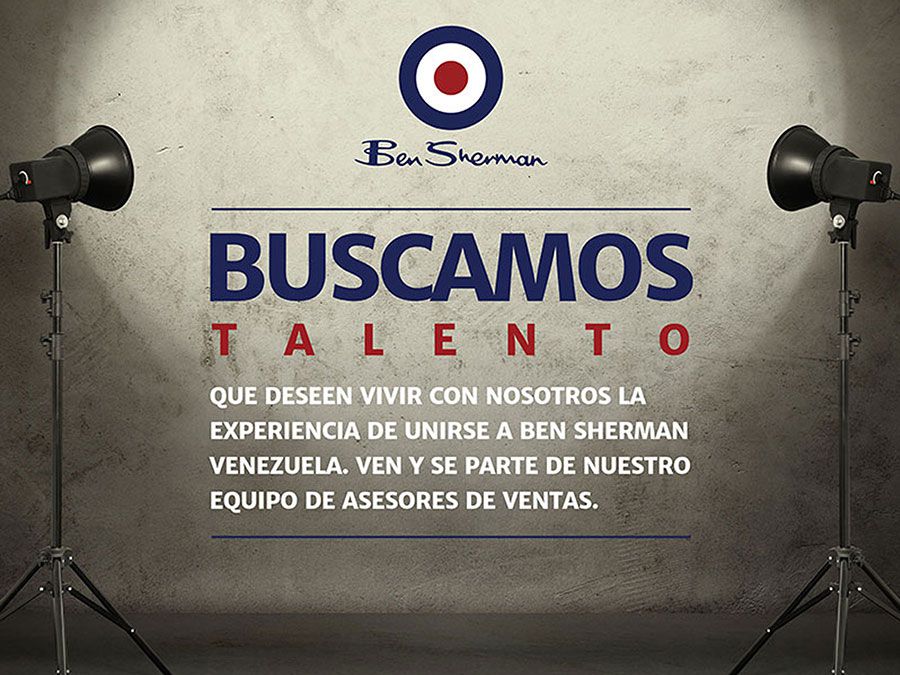 Ben Sherman
BUSCAMOS
TALENTO
QUE DESEEN VIVIR CON NOSOTROS LA
EXPERIENCIA DE UNIRSE A BEN SHERMAN
VENEZUELA. VEN Y SE PARTE DE NUESTRO
EQUIPO DE ASESORES DE VENTAS.